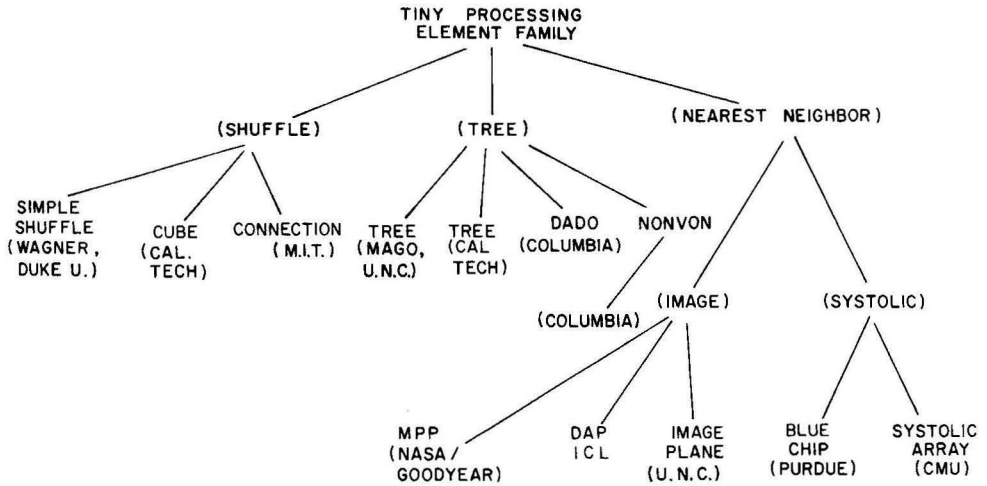 TINY PROCESSING
ELEMENT FAMILY
(SHUFFLE)
(TREE)
(NEAREST NEIGHBOR)
SIMPLE
SHUFFLE
(WAGNER,
DUKE U.)
CUBE
(CAL.
TECH)
CONNECTION
(M.I.T.)
TREE
(MAGO,
U.N.C.)
TREE
(CAL
TECH)
DADO
(COLUMBIA)
NONVON
(COLUMBIA)
(IMAGE)
(SYSTOLIC)
MPP
(NASA/
GOODYEAR)
DAP
ICL
IMAGE
PLANE
(U.N.C.)
BLUE
CHIP
(PURDUE)
SYSTOLIC
ARRAY
(CMU)